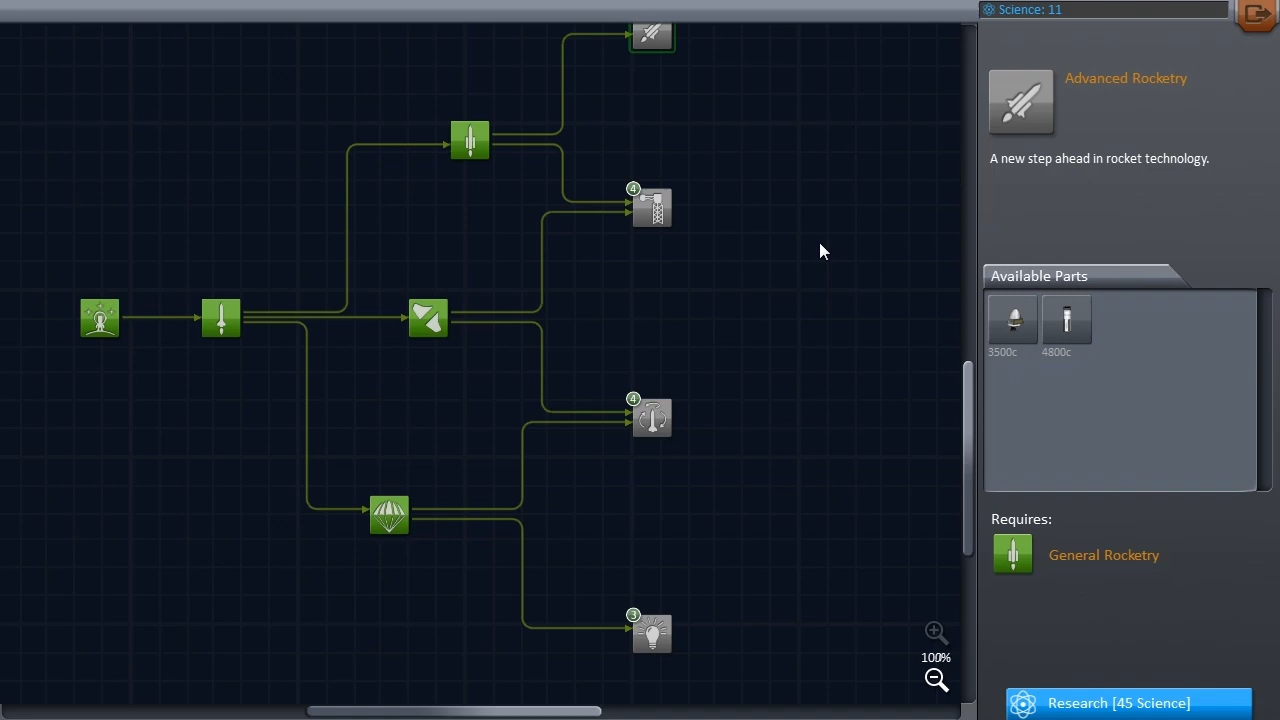 Science: 11
Advanced Rocketry
A new step ahead in rocket technology.
4
Available Parts
3500c 4800c
4
Requires:
General Rocketry
3
100%
Research [45 Science]